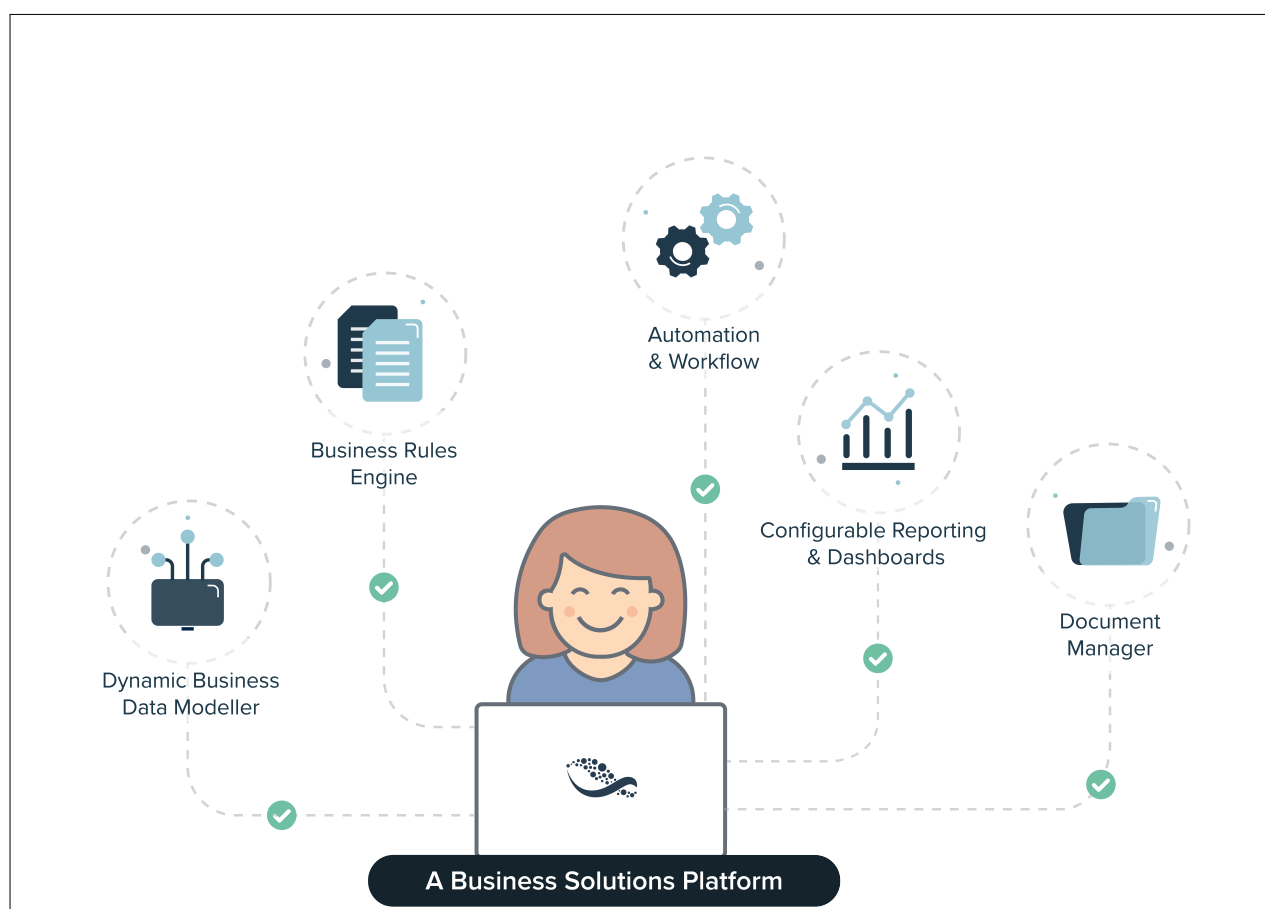 Automation
& Workflow
Business Rules
Engine
Configurable Reporting
& Dashboards
Document
Manager
Dynamic Business
Data Modeller
A Business Solutions Platform